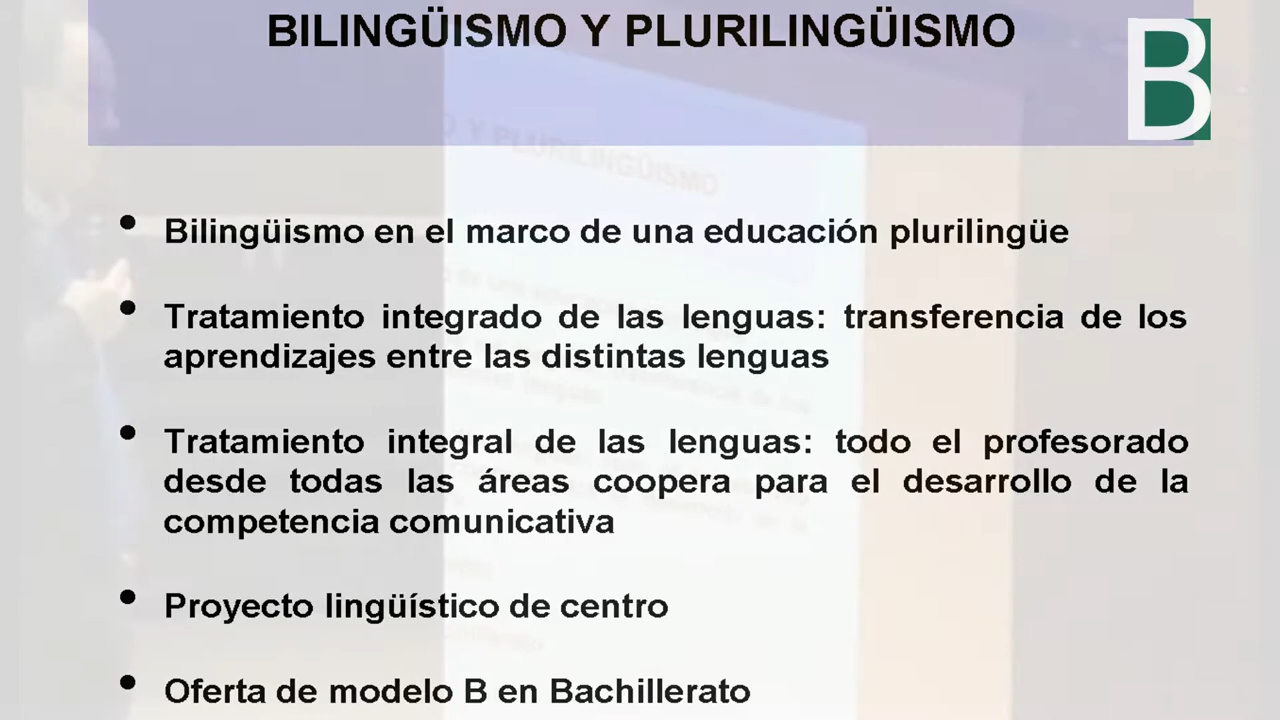 BILINGÜISMO Y PLURILINGÜISMO
B
• Bilingüismo en el marco de una educación plurilingüe
• Tratamiento integrado de las lenguas: transferencia de los
aprendizajes entre las distintas lenguas
• Tratamiento integral de las lenguas: todo el profesorado
desde todas las áreas coopera para el desarrollo de la
competencia comunicativa
• Proyecto lingüístico de centro
• Oferta de modelo B en Bachillerato